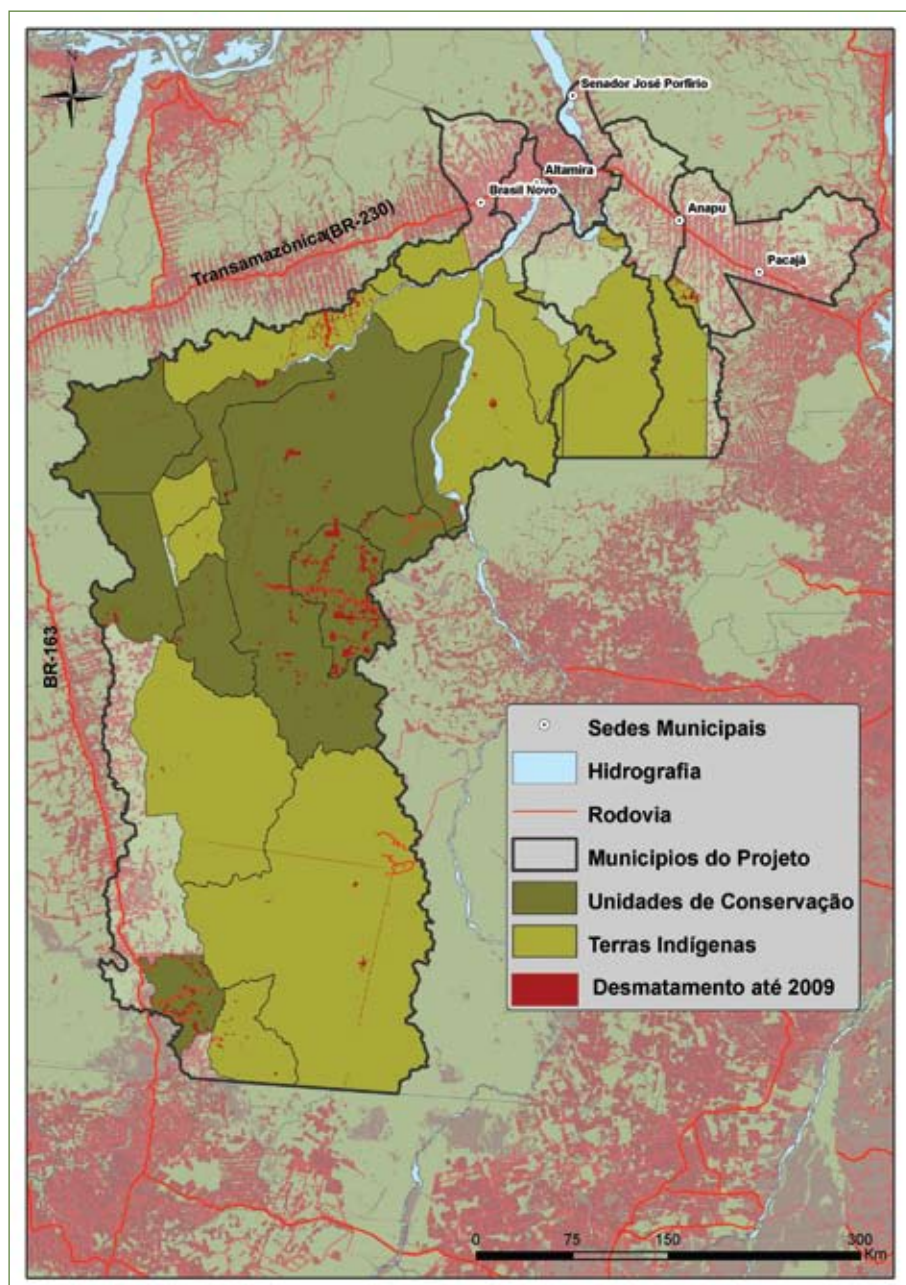 N
Senador José Porfírio
Altamira
Brasil Novo
Anapu
Transamazônica(BR-230)
Pacajá
BR-163
Sedes Municipais
Hidrografia
Rodovia
Municipios do Projeto
Unidades de Conservação
Terras Indígenas
Desmatamento até 2009
0 75 150 300
Km